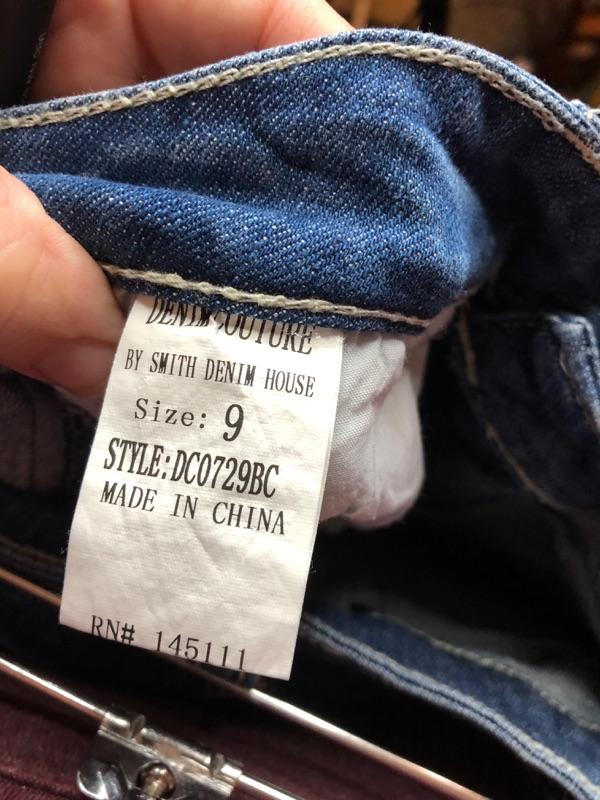 DENIM COUTURE
BY SMITH DENIM HOUSE
Size: 9
STYLE:DC0729BC
MADE IN CHINA
RN# 145111